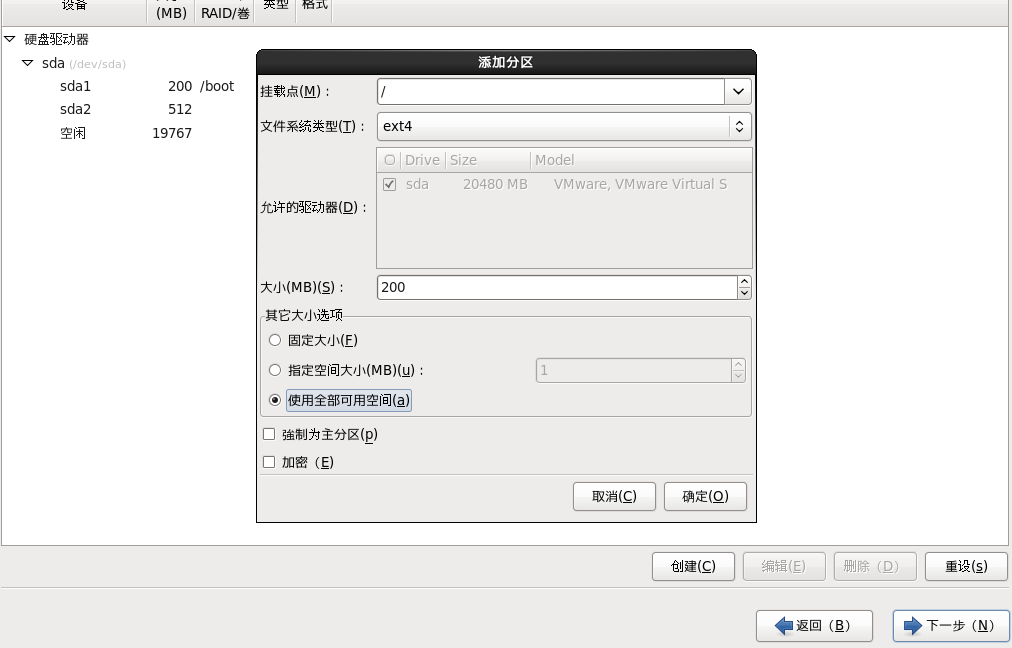 设备
(MB)
RAID/卷
类型
格式
硬盘驱动器
sda (/dev/sda)
sda1 200 /boot
sda2 512
空闲 19767
添加分区
挂载点(M)：
/
文件系统类型(T)：
ext4
Drive Size Model
sda 20480 MB VMware, VMware Virtual S
允许的驱动器(D)：
大小(MB)(S)：
200
其它大小选项
固定大小(F)
指定空间大小(MB)(u)：
1
使用全部可用空间(a)
强制为主分区(p)
加密（E)
取消(C) 确定(O)
创建(C) 编辑(E) 删除（D） 重设(s)
返回（B） 下一步（N）